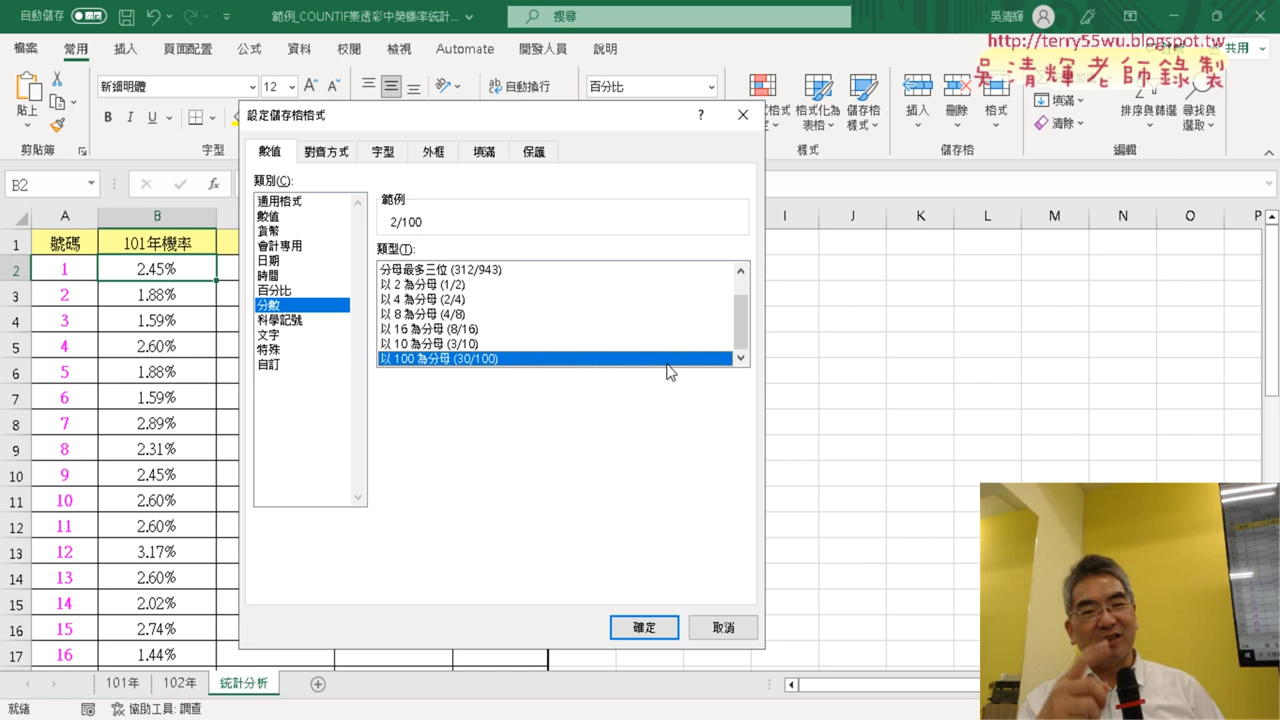 自動儲存
範例_COUNTIF樂透彩中獎機率統計...
搜尋
吳清輝
http://terry55wu.blogspot.tw
吳清輝老師錄製
檔案 常用 插入 頁面配置 公式 資料 校閱 檢視 Automate 開發人員 說明 共用
貼上
剪貼簿
新細明體 12
B I U
字型
自動換行
百分比
格式化為表格
儲存格樣式
樣式
插入 刪除 格式
儲存格
填滿
清除
排序與篩選
尋找與選取
編輯
B2
fx
設定儲存格格式
?
數值 對齊方式 字型 外框 填滿 保護
類別(C):
通用格式
數值
貨幣
會計專用
日期
時間
百分比
分數
科學記號
文字
特殊
自訂
範例
2/100
類型(T):
分母最多三位 (312/943)
以 2 為分母 (1/2)
以 4 為分母 (2/4)
以 8 為分母 (4/8)
以 16 為分母 (8/16)
以 10 為分母 (3/10)
以 100 為分母 (30/100)
確定 取消
A B I J K L M N O P
1 號碼 101年機率
2 1 2.45%
3 2 1.88%
4 3 1.59%
5 4 2.60%
6 5 1.88%
7 6 1.59%
8 7 2.89%
9 8 2.31%
10 9 2.45%
11 10 2.60%
12 11 2.60%
13 12 3.17%
14 13 2.60%
15 14 2.02%
16 15 2.74%
17 16 1.44%
101年 102年 統計分析
就緒
協助工具: 調查